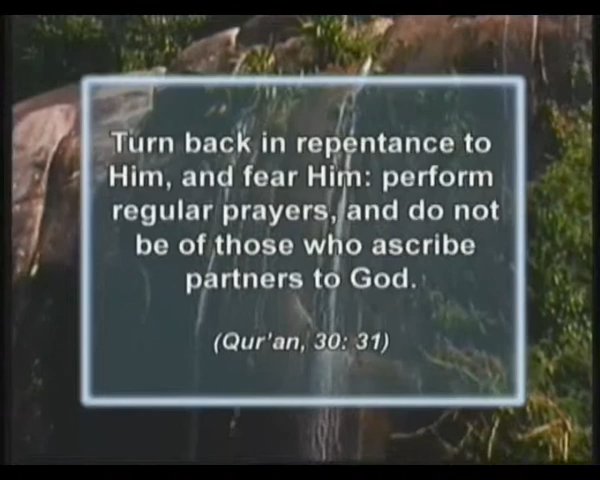 Turn back in repentance to
Him, and fear Him: perform
regular prayers, and do not
be of those who ascribe
partners to God.
(Qur'an, 30: 31)